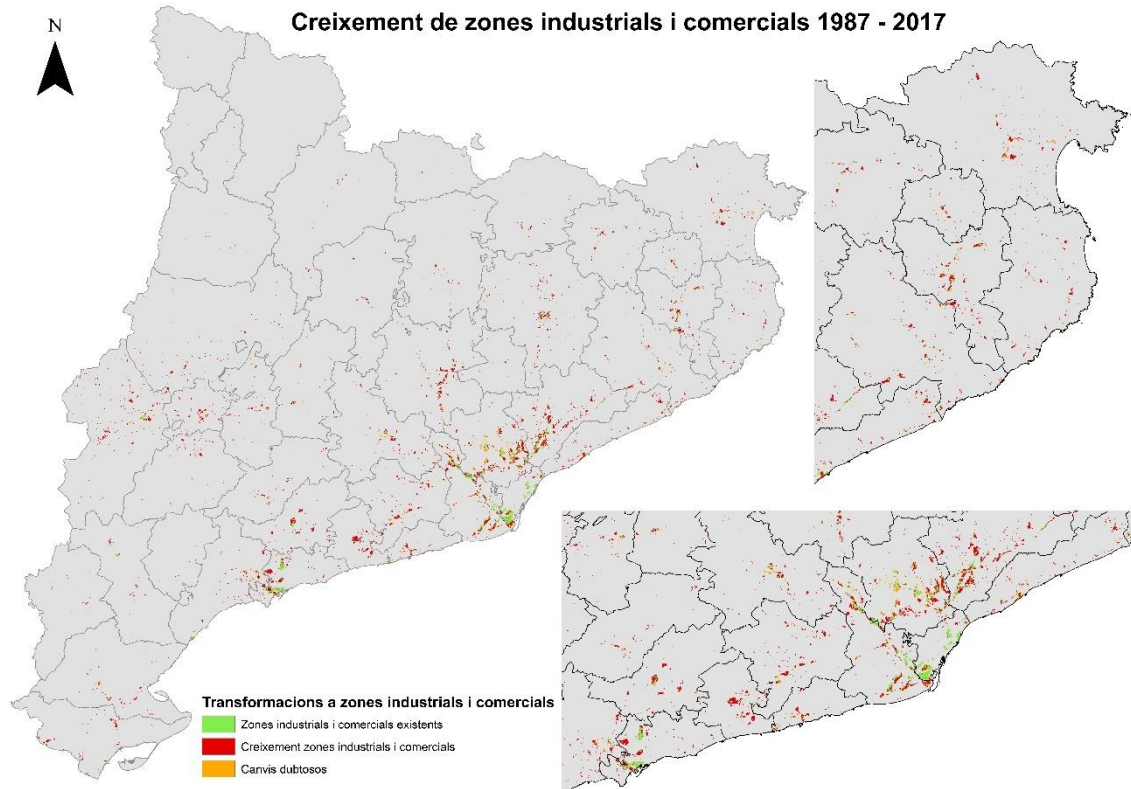 Creixement de zones industrials i comercials 1987 - 2017
N
Transformacions a zones industrials i comercials
Zones industrials i comercials existents
Creixement zones industrials i comercials
Canvis dubtosos